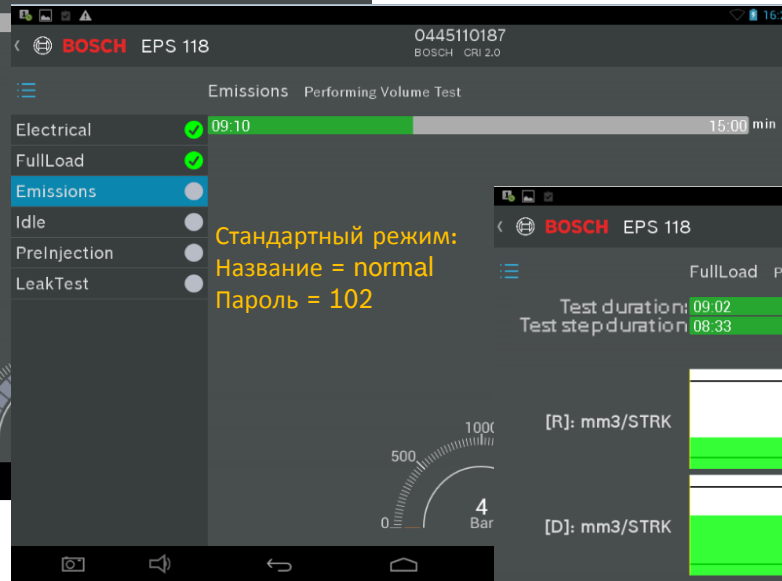 16:
BOSCH EPS 118
0445110187
BOSCH CRI 2.0
Emissions Performing Volume Test
09:10 15:00 min
Electrical
FullLoad
Emissions
Idle
PreInjection
LeakTest
Стандартный режим:
Название = normal
Пароль = 102
500
1000
0
4
Bar
BOSCH EPS 118
FullLoad P
Test duration: 09:02
Test step duration 08:33
[R]: mm3/STRK
[D]: mm3/STRK